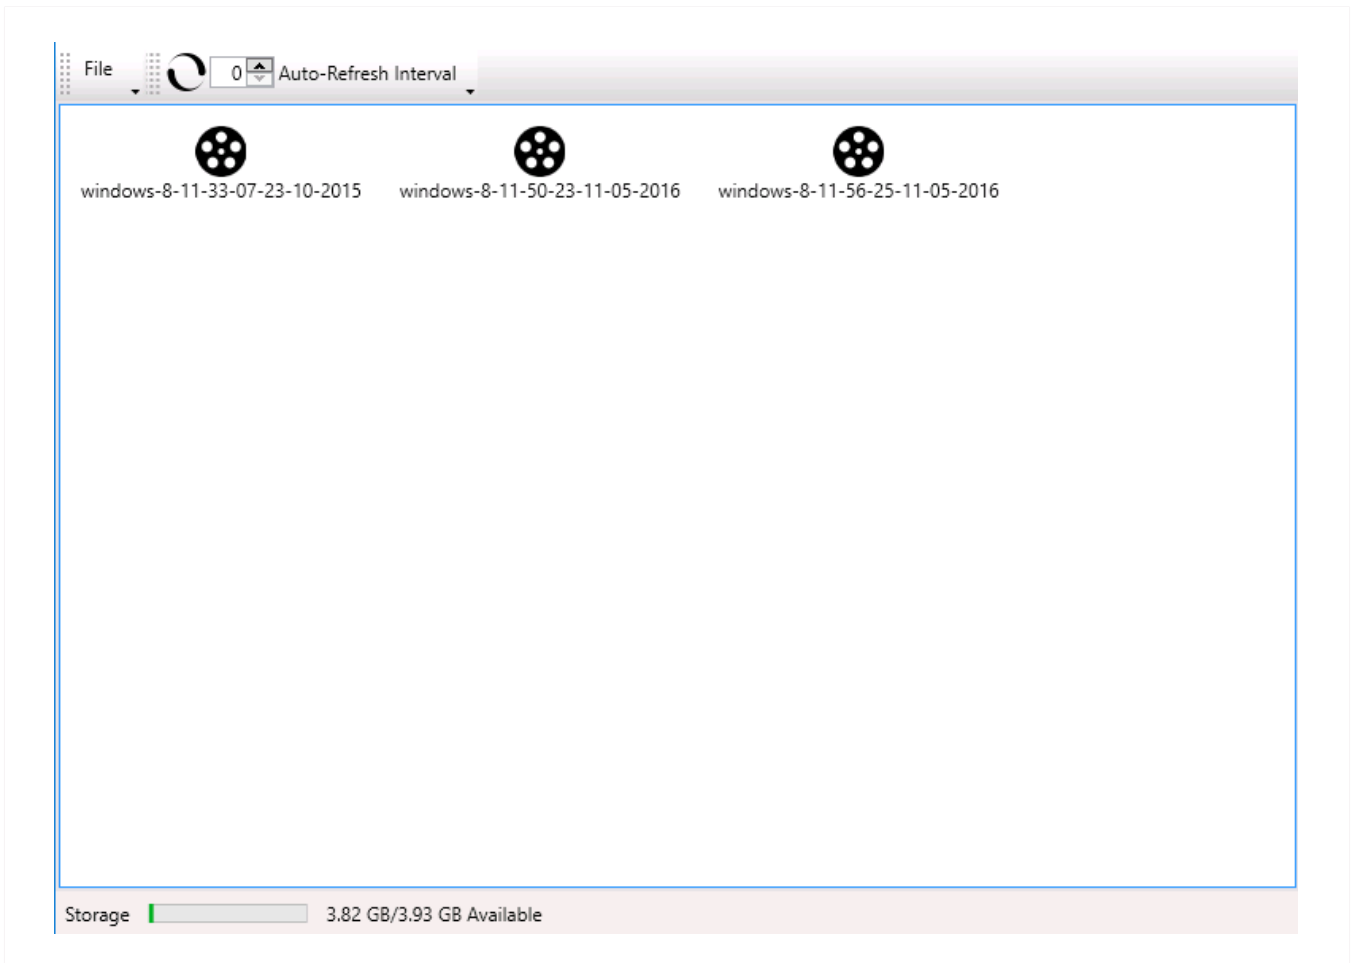 File
0 Auto-Refresh Interval
windows-8-11-33-07-23-10-2015 windows-8-11-50-23-11-05-2016 windows-8-11-56-25-11-05-2016
Storage 3.82 GB/3.93 GB Available